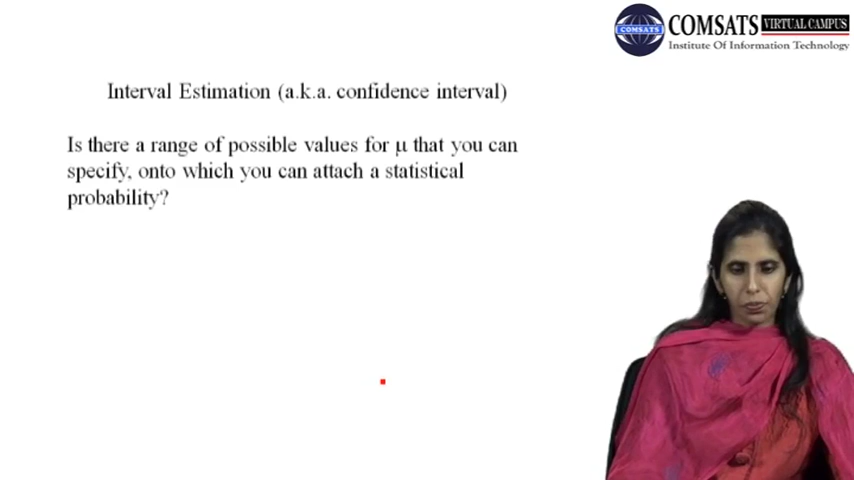 COMSATS VIRTUAL CAMPUS
COMSATS
Institute Of Information Technology
Interval Estimation (a.k.a. confidence interval)
Is there a range of possible values for μ that you can
specify, onto which you can attach a statistical
probability?